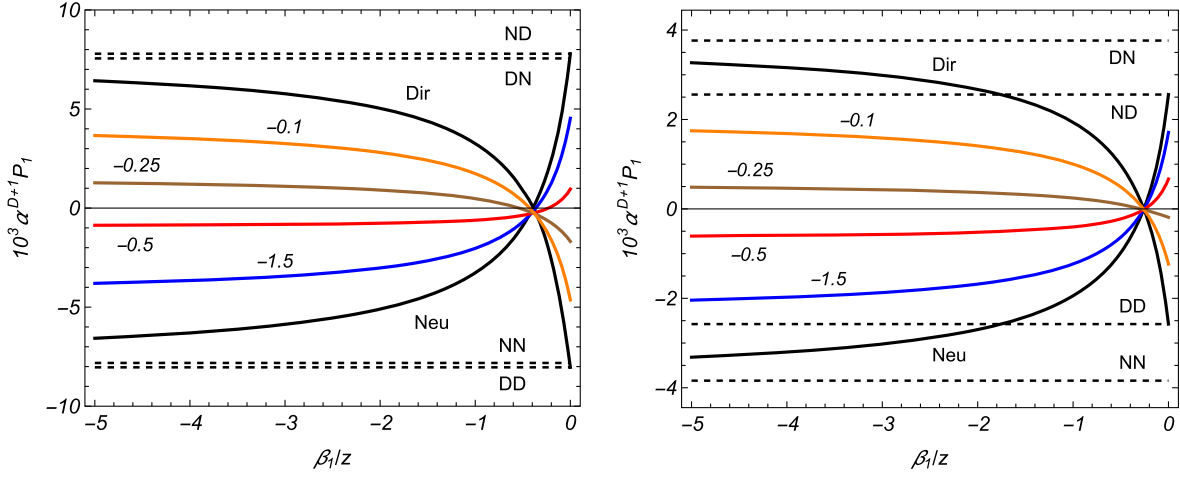 10
5
0
−5
−10
10³ α^{D+1} P₁
ND
DN
Dir
−0.1
−0.25
−0.5
−1.5
Neu
NN
DD
−5 −4 −3 −2 −1 0
β₁/z
4
2
0
−2
−4
10³ α^{D+1} P₁
DN
Dir
ND
−0.1
−0.25
−0.5
−1.5
DD
Neu
NN
−5 −4 −3 −2 −1 0
β₁/z